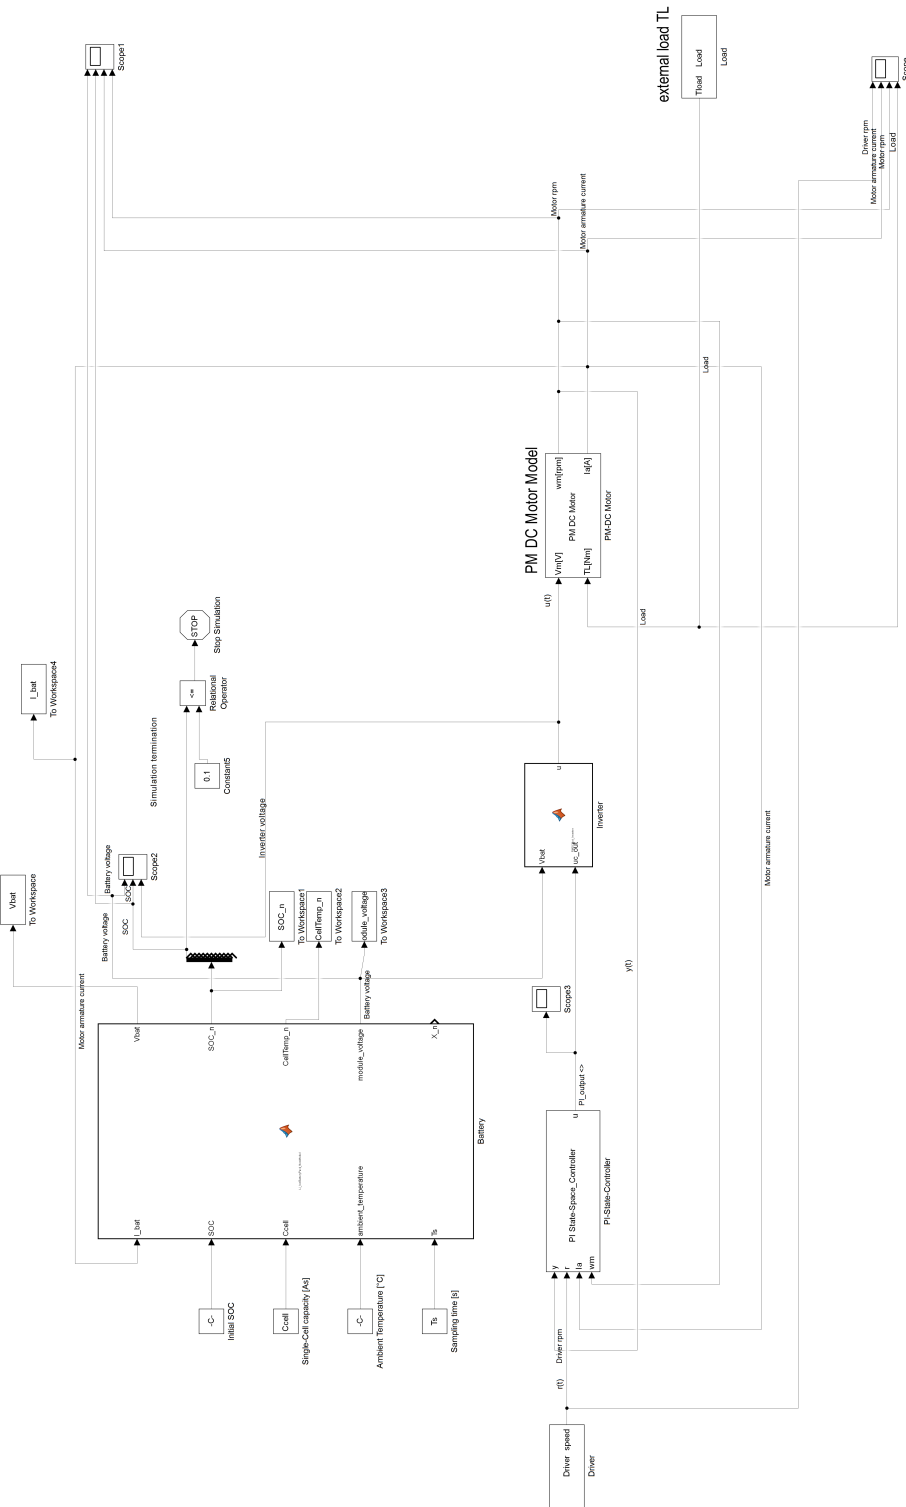 Scope1
external load TL
Tload
Load
Load
Driver rpm
Motor armature current
Motor rpm
Load
Motor rpm
Motor armature current
Load
PM DC Motor Model
wm[rpm]
Ia[A]
PM DC Motor
Vm[V]
TL[Nm]
PM-DC Motor
u(t)
Load
STOP
Stop Simulation
<=
Relational
Operator
0.1
Constant5
Simulation termination
I_bat
To Workspace4
Vbat
To Workspace
Battery voltage
SOC
Scope2
Battery voltage
SOC
Inverter voltage
SOC_n
To Workspace1
CellTemp_n
To Workspace2
odule_voltage
To Workspace3
Battery voltage
Motor armature current
u
Vbat
uc_out
Inverter
Motor armature current
y(t)
Scope3
PI_output <>
Vbat
SOC_n
CellTemp_n
module_voltage
X_n
Battery
I_bat
SOC
Ccell
ambient_temperature
Ts
-C-
Initial SOC
Ccell
Single-Cell capacity [As]
-C-
Ambient Temperature [°C]
Ts
Sampling time [s]
u
PI State-Space_Controller
PI-State-Controller
y
r
Ia
wm
Driver rpm
r(t)
Driver speed
Driver